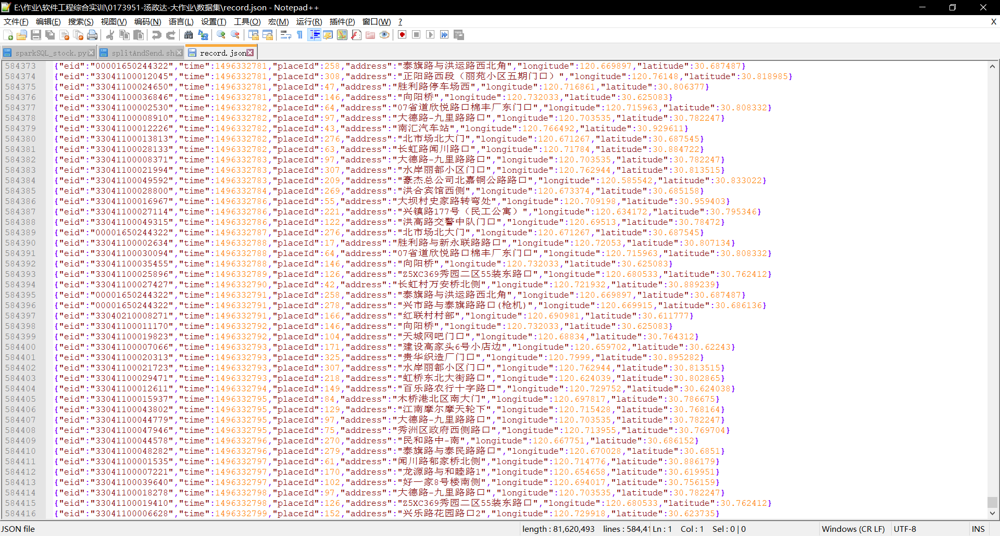 E:\作业\软件工程综合实训\0173951-汤政达-大作业\数据集\record.json - Notepad++
文件(F) 编辑(E) 搜索(S) 视图(V) 编码(N) 语言(L) 设置(T) 工具(O) 宏(M) 运行(R) 插件(P) 窗口(W) ? X
sparkSQL_stock.py splitAndSend.sh record.json
584373 {"eid":"00001650244322","time":1496332781,"placeId":258,"address":"泰旗路与洪运路西北角","longitude":120.669897,"latitude":30.687487}
584374 {"eid":"33041100012045","time":1496332781,"placeId":308,"address":"正阳路西段（丽苑小区五期门口）","longitude":120.76148,"latitude":30.818985}
584375 {"eid":"33041100024650","time":1496332781,"placeId":47,"address":"胜利路停车场西","longitude":120.716861,"latitude":30.806377}
584376 {"eid":"33041100036846","time":1496332781,"placeId":146,"address":"向阳桥","longitude":120.732033,"latitude":30.625083}
584377 {"eid":"33041100002530","time":1496332782,"placeId":64,"address":"07省道欣悦路口棉丰厂东门口","longitude":120.715963,"latitude":30.808332}
584378 {"eid":"33041100008910","time":1496332782,"placeId":97,"address":"大德路-九里路路口","longitude":120.703535,"latitude":30.782247}
584379 {"eid":"33041100012226","time":1496332782,"placeId":43,"address":"南汇汽车站","longitude":120.766492,"latitude":30.929611}
584380 {"eid":"33041100013813","time":1496332782,"placeId":276,"address":"北市场北大门","longitude":120.671267,"latitude":30.687545}
584381 {"eid":"33041100028133","time":1496332782,"placeId":63,"address":"长虹路闻川路口","longitude":120.71784,"latitude":30.884722}
584382 {"eid":"33041100008371","time":1496332783,"placeId":97,"address":"大德路-九里路路口","longitude":120.703535,"latitude":30.782247}
584383 {"eid":"33041100021994","time":1496332783,"placeId":307,"address":"水岸丽都小区门口","longitude":120.762944,"latitude":30.813515}
584384 {"eid":"33041100049592","time":1496332783,"placeId":209,"address":"豪杰总公司北嘉铜公路路口","longitude":120.585542,"latitude":30.833022}
584385 {"eid":"33041100028800","time":1496332784,"placeId":269,"address":"洪合宾馆西侧","longitude":120.673374,"latitude":30.685158}
584386 {"eid":"33041100016967","time":1496332786,"placeId":55,"address":"大坝村史家路转弯处","longitude":120.709198,"latitude":30.959403}
584387 {"eid":"33041100027114","time":1496332786,"placeId":221,"address":"兴镇路177号（民工公寓）","longitude":120.634172,"latitude":30.795346}
584388 {"eid":"33041100049315","time":1496332786,"placeId":122,"address":"洪高路交警中队门口","longitude":120.69513,"latitude":30.78472}
584389 {"eid":"00001650244322","time":1496332787,"placeId":276,"address":"北市场北大门","longitude":120.671267,"latitude":30.687545}
584390 {"eid":"33041100002634","time":1496332788,"placeId":17,"address":"胜利路与新永联路路口","longitude":120.72053,"latitude":30.807134}
584391 {"eid":"33041100030094","time":1496332788,"placeId":64,"address":"07省道欣悦路口棉丰厂东门口","longitude":120.715963,"latitude":30.808332}
584392 {"eid":"33041100035455","time":1496332788,"placeId":146,"address":"向阳桥","longitude":120.732033,"latitude":30.625083}
584393 {"eid":"33041100025896","time":1496332789,"placeId":126,"address":"Z5XC369秀园二区55装东路口","longitude":120.680533,"latitude":30.762412}
584394 {"eid":"33041100027427","time":1496332790,"placeId":42,"address":"长虹村万安桥北侧","longitude":120.721932,"latitude":30.889239}
584395 {"eid":"00001650244322","time":1496332791,"placeId":258,"address":"泰旗路与洪运路西北角","longitude":120.669897,"latitude":30.687487}
584396 {"eid":"00001650244322","time":1496332791,"placeId":278,"address":"兴市路与泰旗路路口(枪机)","longitude":120.669915,"latitude":30.686136}
584397 {"eid":"33040210008271","time":1496332791,"placeId":166,"address":"红联村村部","longitude":120.690981,"latitude":30.611777}
584398 {"eid":"33041100011170","time":1496332792,"placeId":146,"address":"向阳桥","longitude":120.732033,"latitude":30.625083}
584399 {"eid":"33041100019823","time":1496332792,"placeId":104,"address":"天城网吧门口","longitude":120.68834,"latitude":30.764312}
584400 {"eid":"33041100007066","time":1496332793,"placeId":171,"address":"建设高家头6号小店边","longitude":120.659702,"latitude":30.62243}
584401 {"eid":"33041100020313","time":1496332793,"placeId":325,"address":"贵华织造厂门口","longitude":120.7999,"latitude":30.895282}
584402 {"eid":"33041100021723","time":1496332793,"placeId":307,"address":"水岸丽都小区门口","longitude":120.762944,"latitude":30.813515}
584403 {"eid":"33041100029471","time":1496332793,"placeId":218,"address":"虹桥东北大街路口","longitude":120.624039,"latitude":30.802865}
584404 {"eid":"33041100012611","time":1496332794,"placeId":149,"address":"百乐路农行十字路口","longitude":120.729752,"latitude":30.624038}
584405 {"eid":"33041100015937","time":1496332795,"placeId":84,"address":"木桥港北区南大门","longitude":120.697817,"latitude":30.786675}
584406 {"eid":"33041100043802","time":1496332795,"placeId":129,"address":"江南摩尔摩天轮下","longitude":120.715428,"latitude":30.768164}
584407 {"eid":"33041100044779","time":1496332795,"placeId":97,"address":"大德路-九里路路口","longitude":120.703535,"latitude":30.782247}
584408 {"eid":"33041100047946","time":1496332795,"placeId":75,"address":"秀洲区政府西侧路口","longitude":120.713955,"latitude":30.769704}
584409 {"eid":"33041100044578","time":1496332796,"placeId":270,"address":"民和路中-南","longitude":120.667751,"latitude":30.686152}
584410 {"eid":"33041100048282","time":1496332796,"placeId":279,"address":"泰旗路与泰民路路口","longitude":120.670028,"latitude":30.6851}
584411 {"eid":"33041100001535","time":1496332797,"placeId":61,"address":"闻川路郁家桥北侧","longitude":120.714776,"latitude":30.886179}
584412 {"eid":"33041100007221","time":1496332797,"placeId":170,"address":"龙源路与和睦路1","longitude":120.654658,"latitude":30.619951}
584413 {"eid":"33041100039640","time":1496332797,"placeId":102,"address":"好一家8号楼南侧","longitude":120.694017,"latitude":30.756159}
584414 {"eid":"33041100018278","time":1496332798,"placeId":97,"address":"大德路-九里路路口","longitude":120.703535,"latitude":30.782247}
584415 {"eid":"33041100019410","time":1496332798,"placeId":126,"address":"Z5XC369秀园二区55装东路口","longitude":120.680533,"latitude":30.762412}
584416 {"eid":"33041100006628","time":1496332799,"placeId":152,"address":"兴乐路花园路口2","longitude":120.729918,"latitude":30.623735}
JSON file length : 81,620,493 lines : 584,41 Ln : 1 Col : 1 Sel : 0 | 0 Windows (CR LF) UTF-8 INS